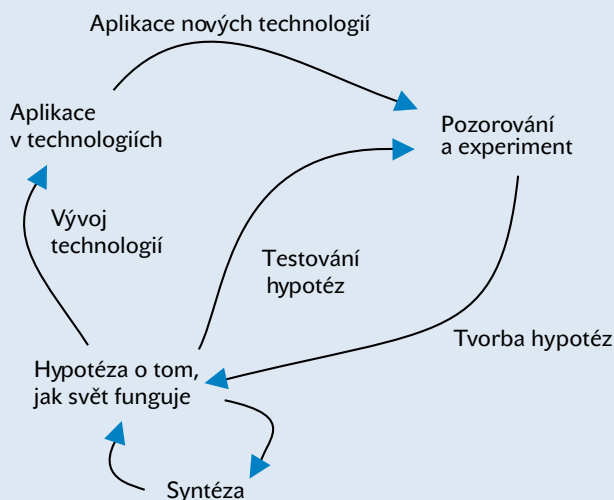 Aplikace nových technologií
Aplikace
v technologiích
Pozorování
a experiment
Vývoj
technologií
Testování
hypotéz
Tvorba hypotéz
Hypotéza o tom,
jak svět funguje
Syntéza